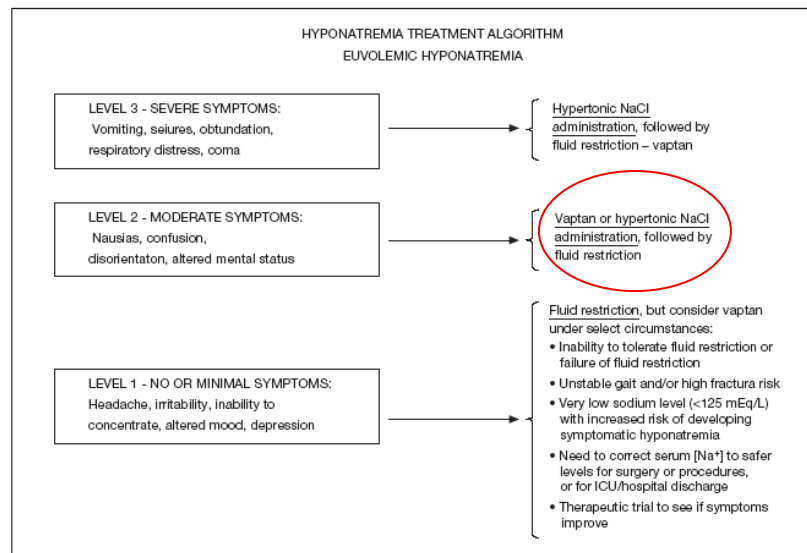 HYPONATREMIA TREATMENT ALGORITHM
EUVOLEMIC HYPONATREMIA
LEVEL 3 - SEVERE SYMPTOMS:
Vomiting, seiures, obtundation,
respiratory distress, coma
Hypertonic NaCl
administration, followed by
fluid restriction – vaptan
LEVEL 2 - MODERATE SYMPTOMS:
Nausias, confusion,
disorientaton, altered mental status
Vaptan or hypertonic NaCl
administration, followed by
fluid restriction
LEVEL 1 - NO OR MINIMAL SYMPTOMS:
Headache, irritability, inability to
concentrate, altered mood, depression
Fluid restriction, but consider vaptan
under select circumstances:
• Inability to tolerate fluid restriction or
failure of fluid restriction
• Unstable gait and/or high fractura risk
• Very low sodium level (<125 mEq/L)
with increased risk of developing
symptomatic hyponatremia
• Need to correct serum [Na⁺] to safer
levels for surgery or procedures,
or for ICU/hospital discharge
• Therapeutic trial to see if symptoms
improve